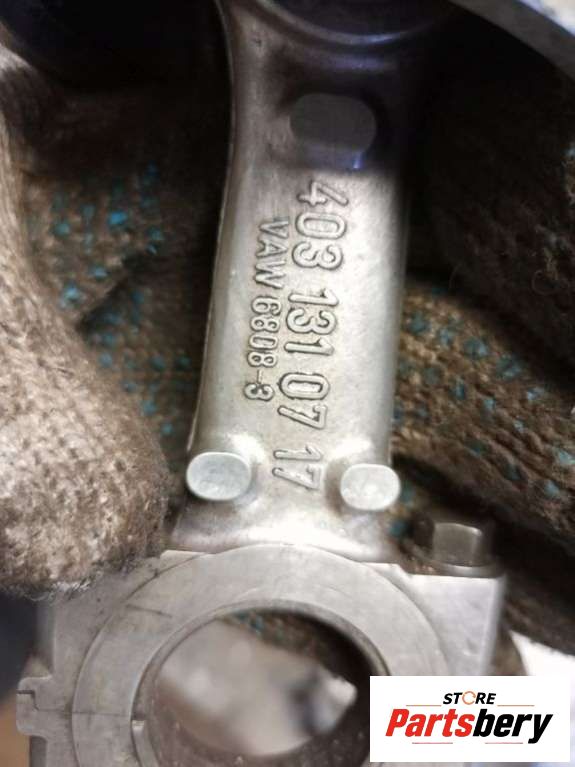 403 131 07 17
VAW 6808-3
STORE
Partsbery